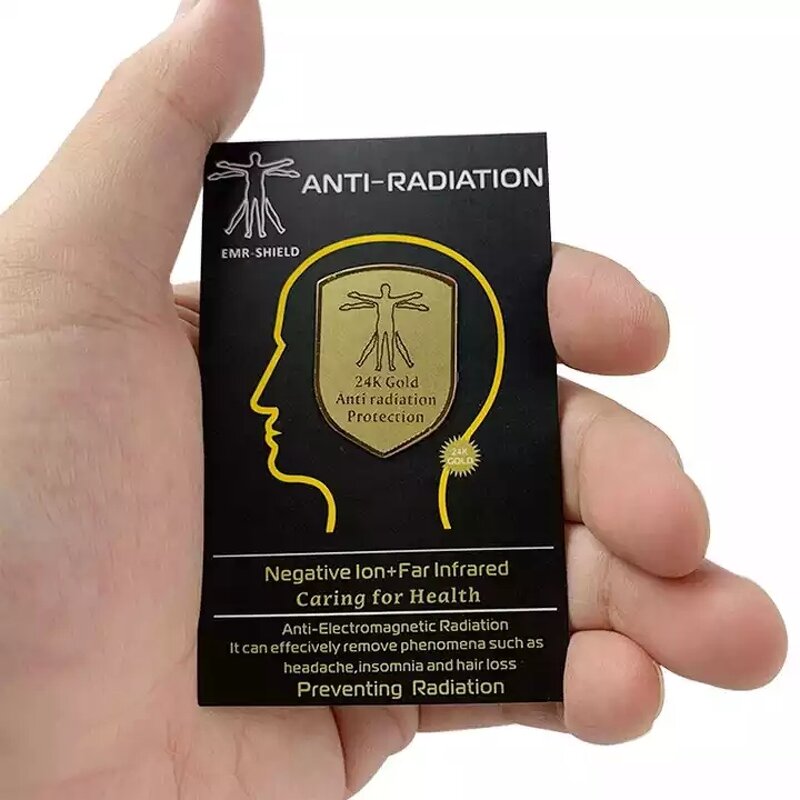 ANTI-RADIATION
EMR-SHIELD
24K Gold
Anti radiation
Protection
24K
GOLD
Negative Ion+Far Infrared
Caring for Health
Anti-Electromagnetic Radiation
It can effecively remove phenomena such as
headache,insomnia and hair loss
Preventing Radiation